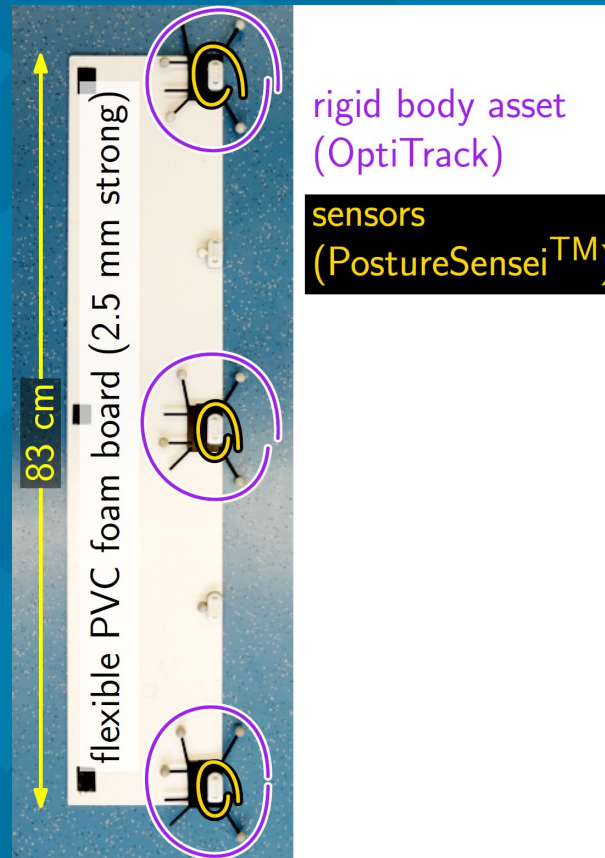 83 cm
flexible PVC foam board (2.5 mm strong)
rigid body asset
(OptiTrack)
sensors
(PostureSensei™)